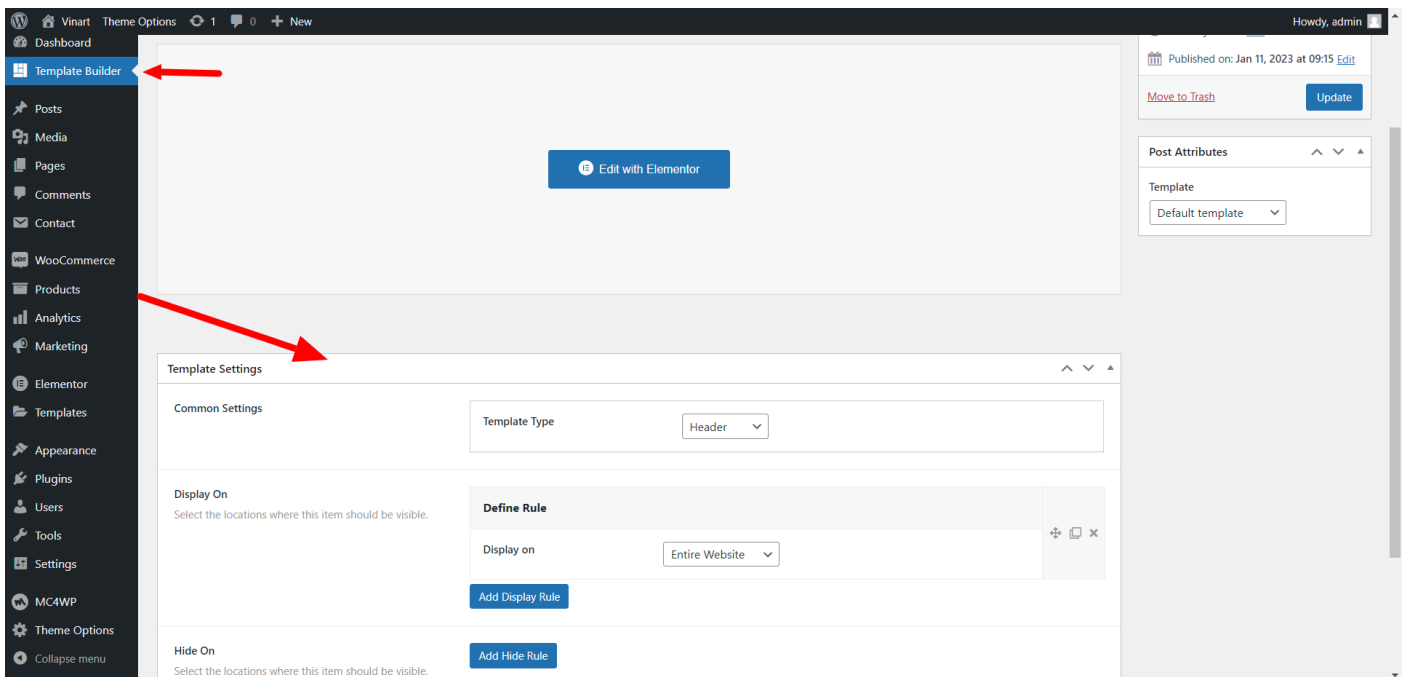 Vinart Theme Options 1 0 New Howdy, admin
Dashboard
Template Builder
Posts
Media
Pages
Comments
Contact
WooCommerce
Products
Analytics
Marketing
Elementor
Templates
Appearance
Plugins
Users
Tools
Settings
MC4WP
Theme Options
Collapse menu
Edit with Elementor
Published on: Jan 11, 2023 at 09:15 Edit
Move to Trash
Update
Post Attributes
Template
Default template
Template Settings
Common Settings
Template Type
Header
Display On
Select the locations where this item should be visible.
Define Rule
Display on
Entire Website
Add Display Rule
Hide On
Select the locations where this item should be visible.
Add Hide Rule